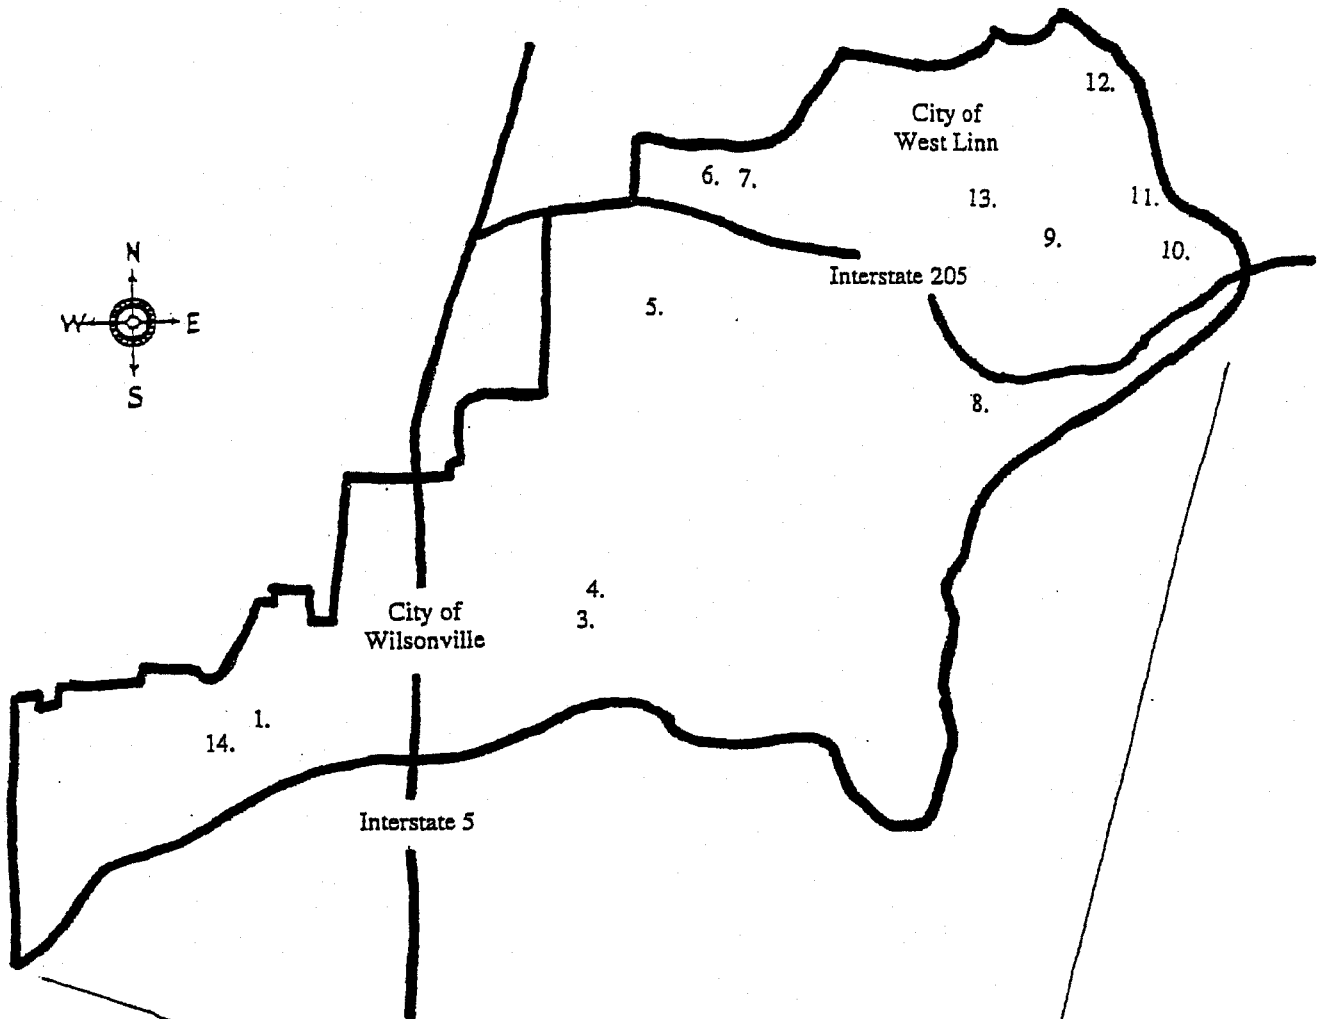 12.
City of
West Linn
6. 7.
13.
11.
9.
10.
N
W
E
S
Interstate 205
5.
8.
4.
3.
City of
Wilsonville
1.
14.
Interstate 5